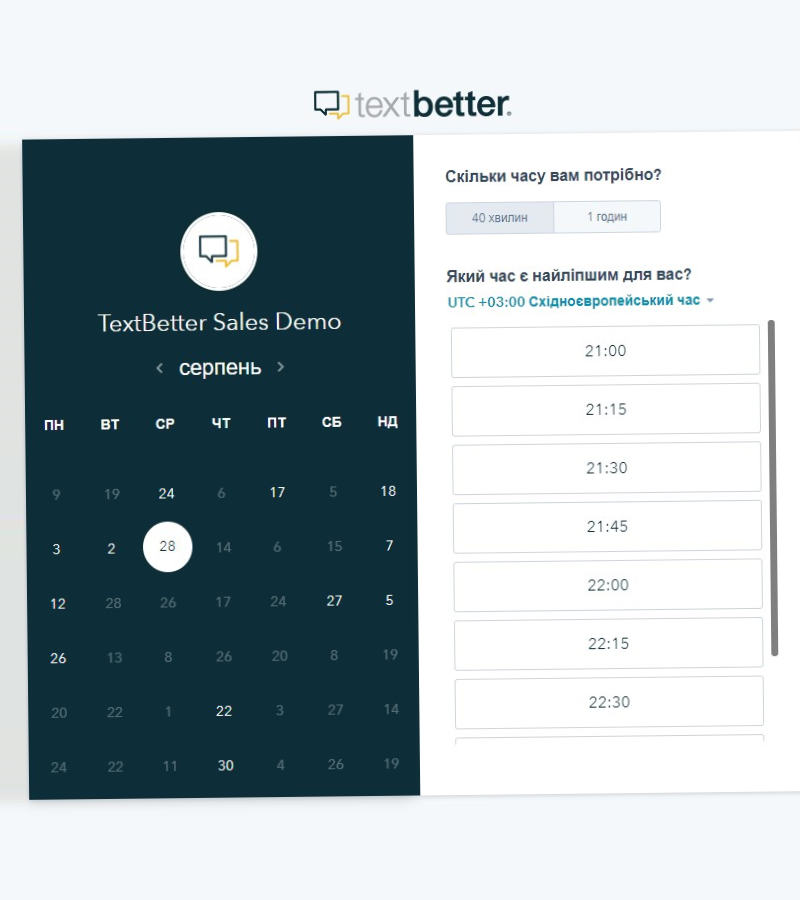 textbetter.
TextBetter Sales Demo
серпень
ПН ВТ СР ЧТ ПТ СБ НД
9 19 24 6 17 5 18
3 2 28 14 6 15 7
12 28 26 17 24 27 5
26 13 8 26 20 8 19
20 22 1 22 3 27 14
24 22 11 30 4 26 19
Скільки часу вам потрібно?
40 хвилин 1 годин
Який час є найліпшим для вас?
UTC +03:00 Східноєвропейський час
21:00
21:15
21:30
21:45
22:00
22:15
22:30